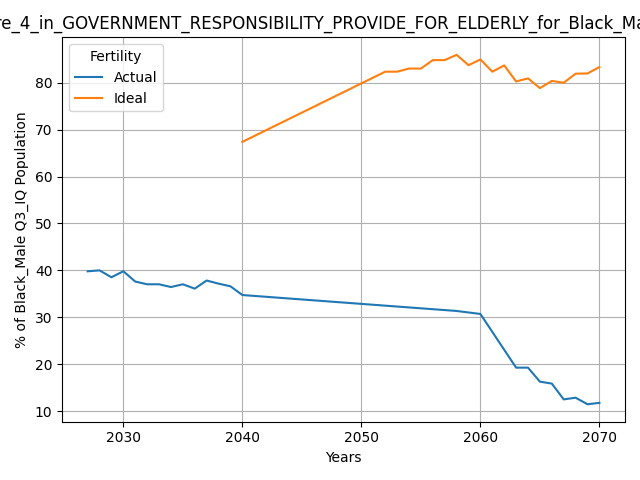 re_4_in_GOVERNMENT_RESPONSIBILITY_PROVIDE_FOR_ELDERLY_for_Black_Ma
Fertility
Actual
Ideal
% of Black_Male Q3_IQ Population
80
70
60
50
40
30
20
10
2030 2040 2050 2060 2070
Years